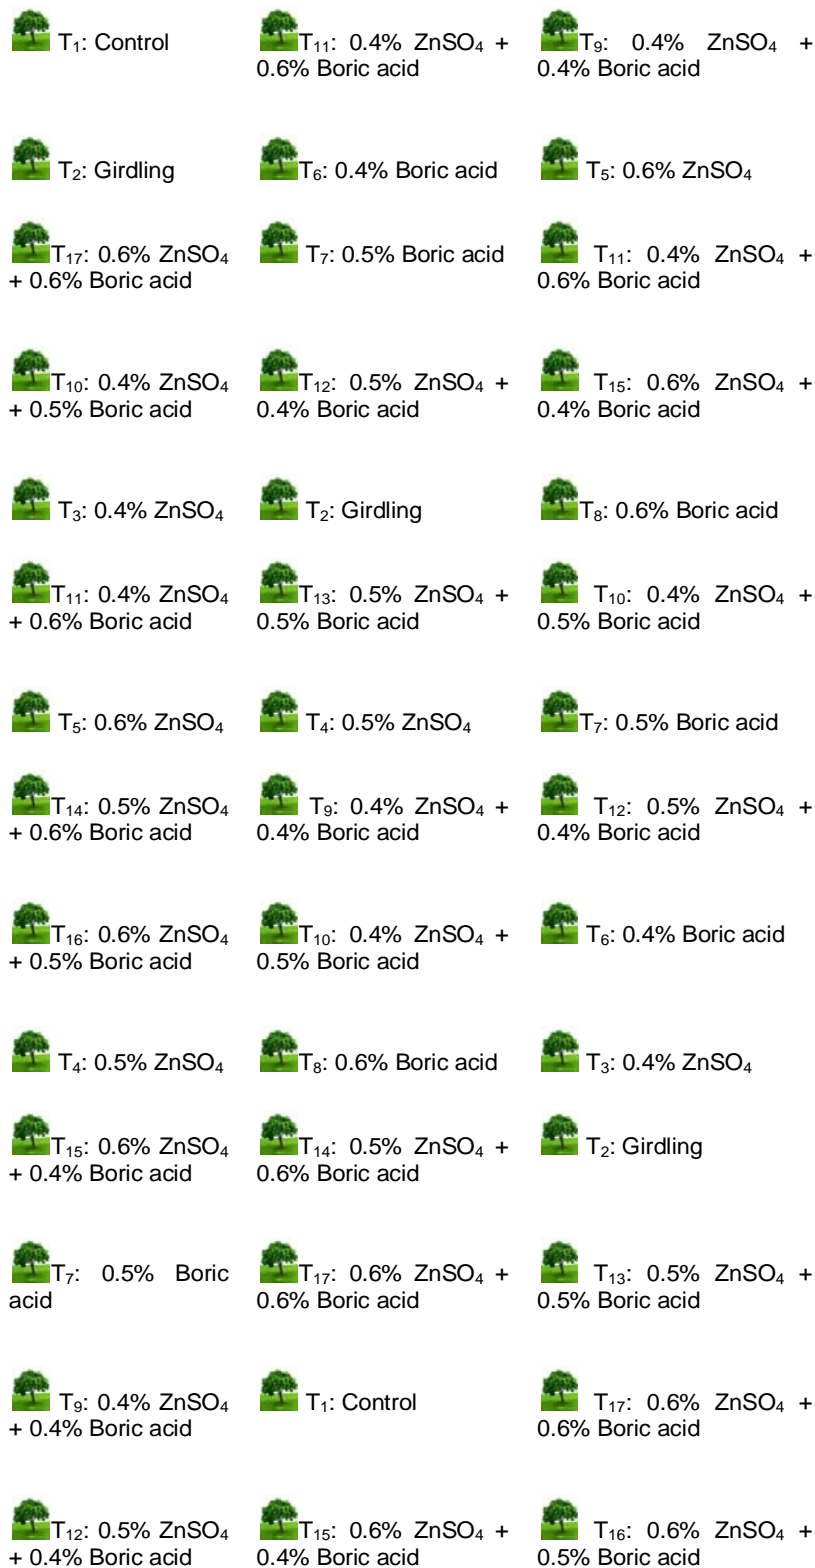 T₁: Control
T₁₁: 0.4% ZnSO₄ +
0.6% Boric acid
T₉: 0.4% ZnSO₄ +
0.4% Boric acid
T₂: Girdling
T₆: 0.4% Boric acid
T₅: 0.6% ZnSO₄
T₁₇: 0.6% ZnSO₄
+ 0.6% Boric acid
T₇: 0.5% Boric acid
T₁₁: 0.4% ZnSO₄ +
0.6% Boric acid
T₁₀: 0.4% ZnSO₄
+ 0.5% Boric acid
T₁₂: 0.5% ZnSO₄ +
0.4% Boric acid
T₁₅: 0.6% ZnSO₄ +
0.4% Boric acid
T₃: 0.4% ZnSO₄
T₂: Girdling
T₈: 0.6% Boric acid
T₁₁: 0.4% ZnSO₄
+ 0.6% Boric acid
T₁₃: 0.5% ZnSO₄ +
0.5% Boric acid
T₁₀: 0.4% ZnSO₄ +
0.5% Boric acid
T₅: 0.6% ZnSO₄
T₄: 0.5% ZnSO₄
T₇: 0.5% Boric acid
T₁₄: 0.5% ZnSO₄
+ 0.6% Boric acid
T₉: 0.4% ZnSO₄ +
0.4% Boric acid
T₁₂: 0.5% ZnSO₄ +
0.4% Boric acid
T₁₆: 0.6% ZnSO₄
+ 0.5% Boric acid
T₁₀: 0.4% ZnSO₄ +
0.5% Boric acid
T₆: 0.4% Boric acid
T₄: 0.5% ZnSO₄
T₈: 0.6% Boric acid
T₃: 0.4% ZnSO₄
T₁₅: 0.6% ZnSO₄
+ 0.4% Boric acid
T₁₄: 0.5% ZnSO₄ +
0.6% Boric acid
T₂: Girdling
T₇: 0.5% Boric
acid
T₁₇: 0.6% ZnSO₄ +
0.6% Boric acid
T₁₃: 0.5% ZnSO₄ +
0.5% Boric acid
T₉: 0.4% ZnSO₄
+ 0.4% Boric acid
T₁: Control
T₁₇: 0.6% ZnSO₄ +
0.6% Boric acid
T₁₂: 0.5% ZnSO₄
+ 0.4% Boric acid
T₁₅: 0.6% ZnSO₄ +
0.4% Boric acid
T₁₆: 0.6% ZnSO₄ +
0.5% Boric acid